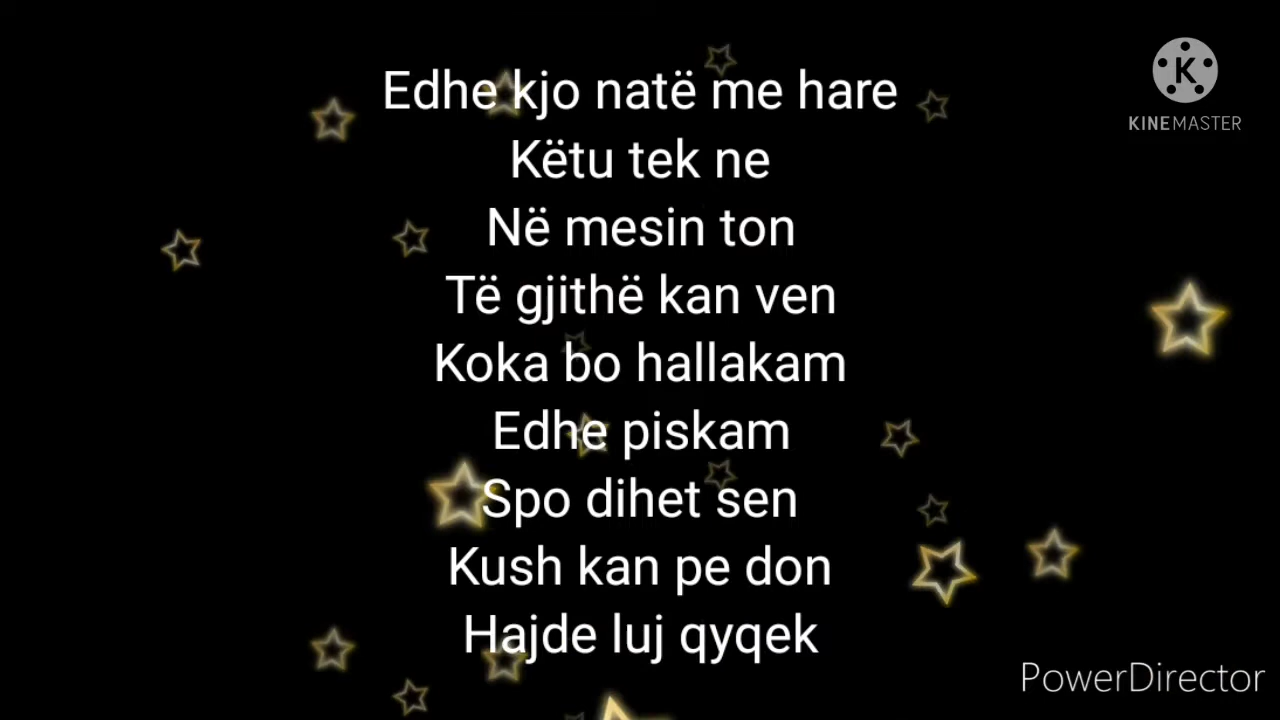 Edhe kjo natë me hare
Këtu tek ne
Në mesin ton
Të gjithë kan ven
Koka bo hallakam
Edhe piskam
Spo dihet sen
Kush kan pe don
Hajde luj qyqek
K
KINEMASTER
PowerDirector